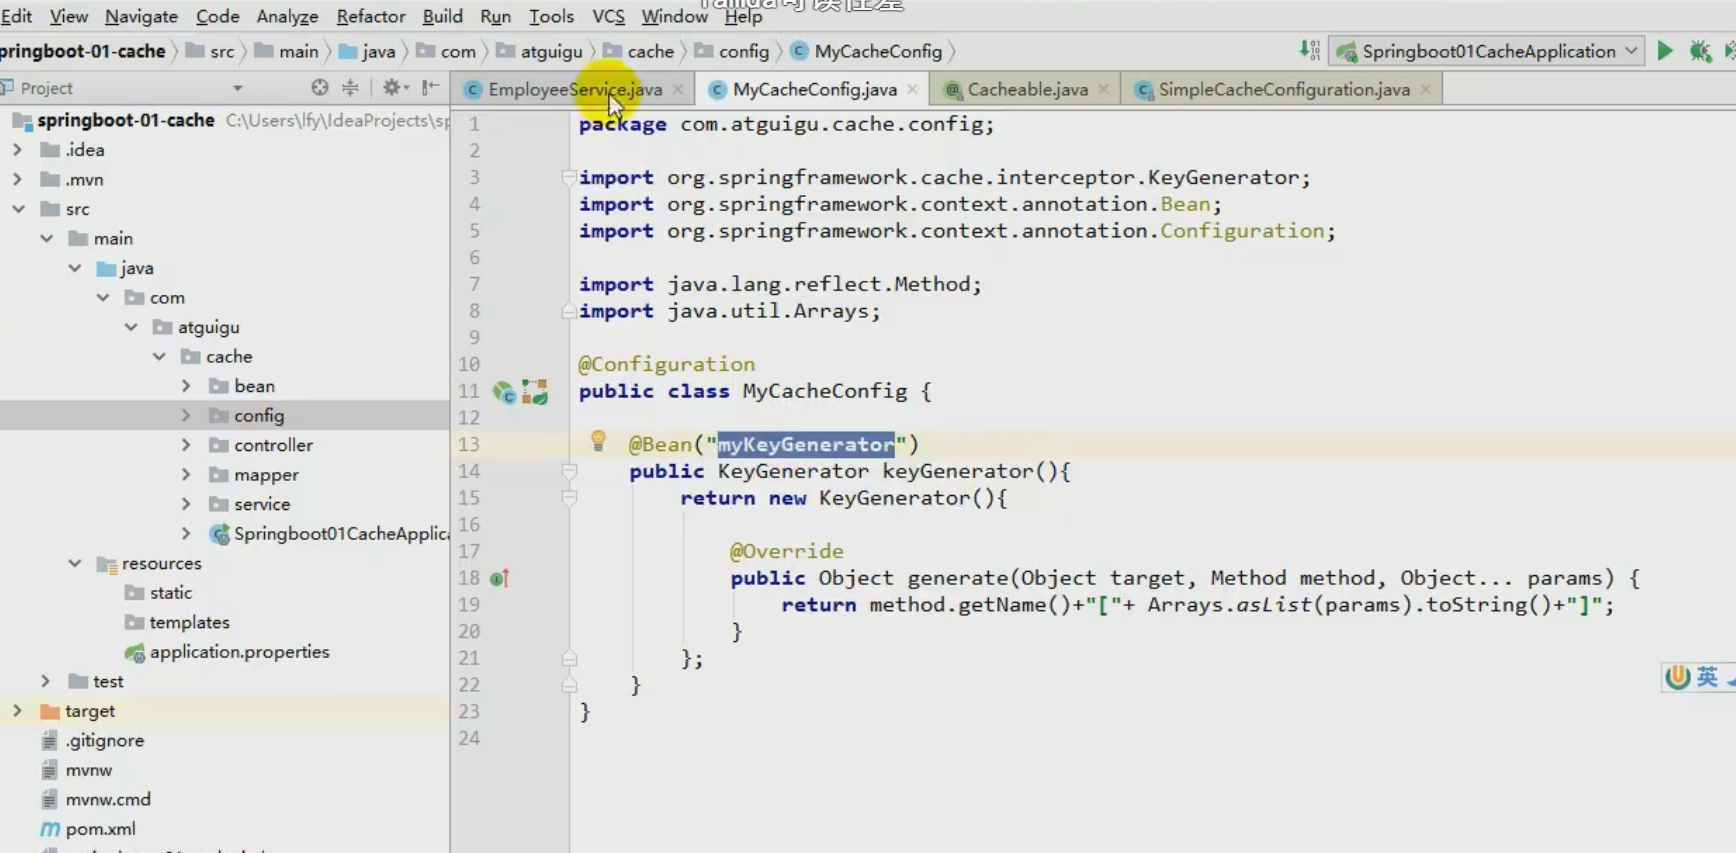 Edit View Navigate Code Analyze Refactor Build Run Tools VCS Window Help
可读性差
springboot-01-cache src main java com atguigu cache config MyCacheConfig Springboot01CacheApplication
Project
EmployeeService.java MyCacheConfig.java Cacheable.java SimpleCacheConfiguration.java
springboot-01-cache C:\Users\lfy\IdeaProjects\sp
.idea
.mvn
src
main
java
com
atguigu
cache
bean
config
controller
mapper
service
Springboot01CacheApplica
resources
static
templates
application.properties
test
target
.gitignore
mvnw
mvnw.cmd
pom.xml
1 package com.atguigu.cache.config;
2
3 import org.springframework.cache.interceptor.KeyGenerator;
4 import org.springframework.context.annotation.Bean;
5 import org.springframework.context.annotation.Configuration;
6
7 import java.lang.reflect.Method;
8 import java.util.Arrays;
9
10 @Configuration
11 public class MyCacheConfig {
12
13 @Bean("myKeyGenerator")
14 public KeyGenerator keyGenerator(){
15 return new KeyGenerator(){
16
17 @Override
18 public Object generate(Object target, Method method, Object... params) {
19 return method.getName()+"["+ Arrays.asList(params).toString()+"]";
20 }
21 };
22 }
23 }
24
英